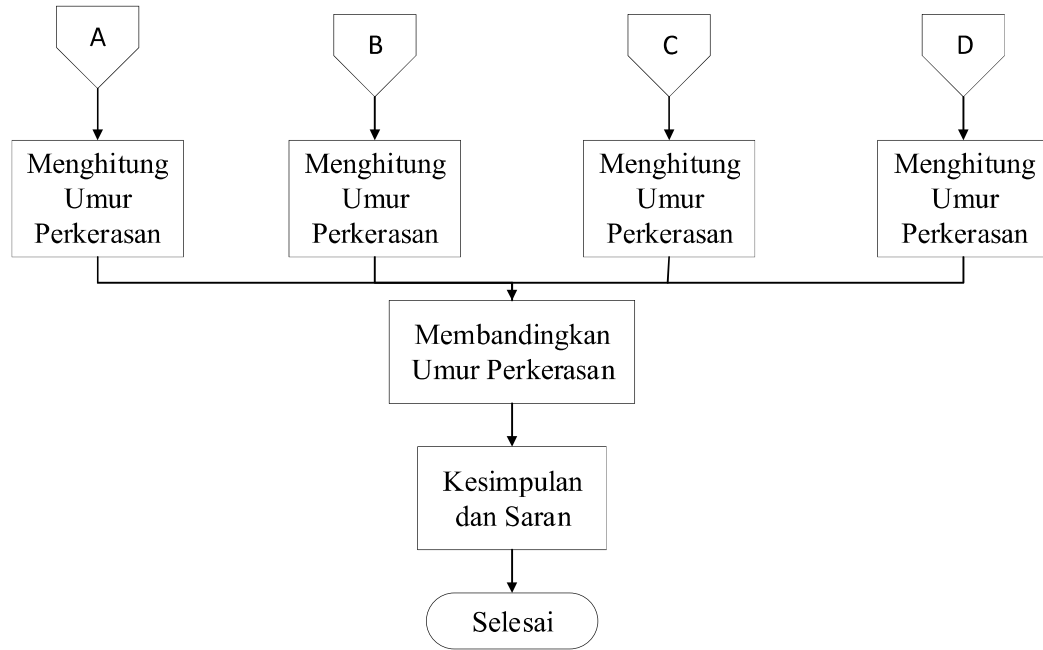 A
B
C
D
Menghitung
Umur
Perkerasan
Menghitung
Umur
Perkerasan
Menghitung
Umur
Perkerasan
Menghitung
Umur
Perkerasan
Membandingkan
Umur Perkerasan
Kesimpulan
dan Saran
Selesai